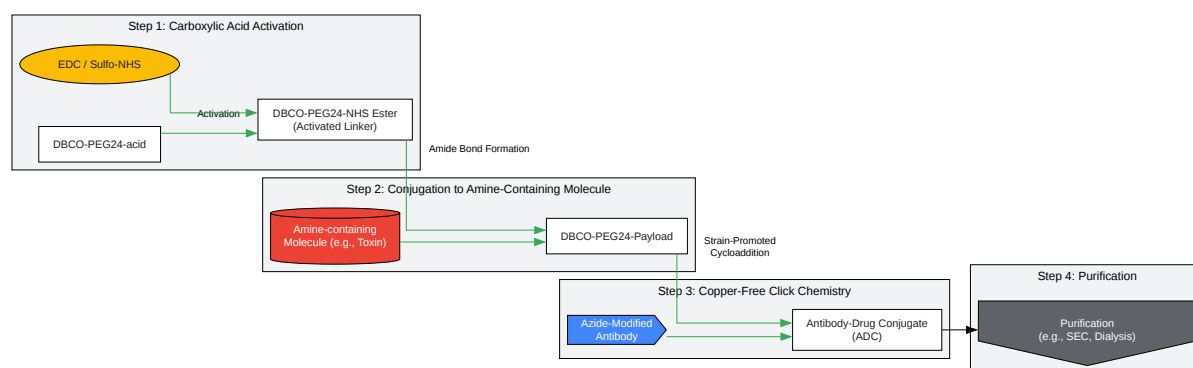 Step 1: Carboxylic Acid Activation
EDC / Sulfo-NHS
Activation
DBCO-PEG24-NHS Ester
(Activated Linker)
DBCO-PEG24-acid
Amide Bond Formation
Step 2: Conjugation to Amine-Containing Molecule
Amine-containing
Molecule (e.g., Toxin)
DBCO-PEG24-Payload
Strain-Promoted
Cycloaddition
Step 3: Copper-Free Click Chemistry
Azide-Modified
Antibody
Antibody-Drug Conjugate
(ADC)
Step 4: Purification
Purification
(e.g., SEC, Dialysis)